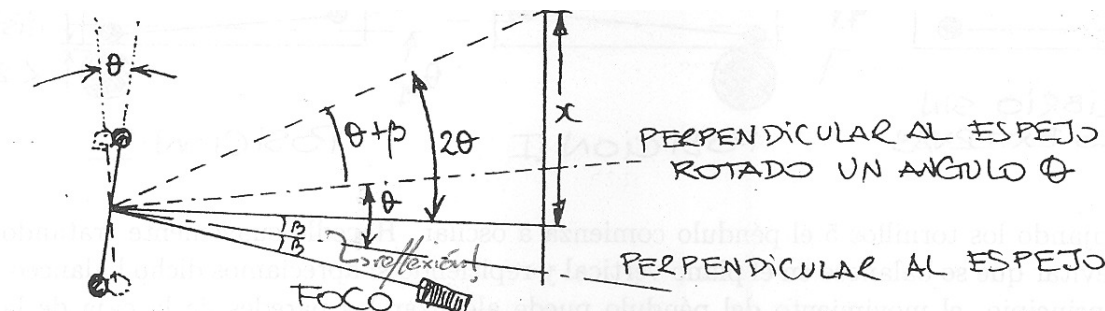 θ
x
θ+β
2θ
PERPENDICULAR AL ESPEJO
ROTADO UN ANGULO θ
θ
β
β
reflexión!
PERPENDICULAR AL ESPEJO
FOCO